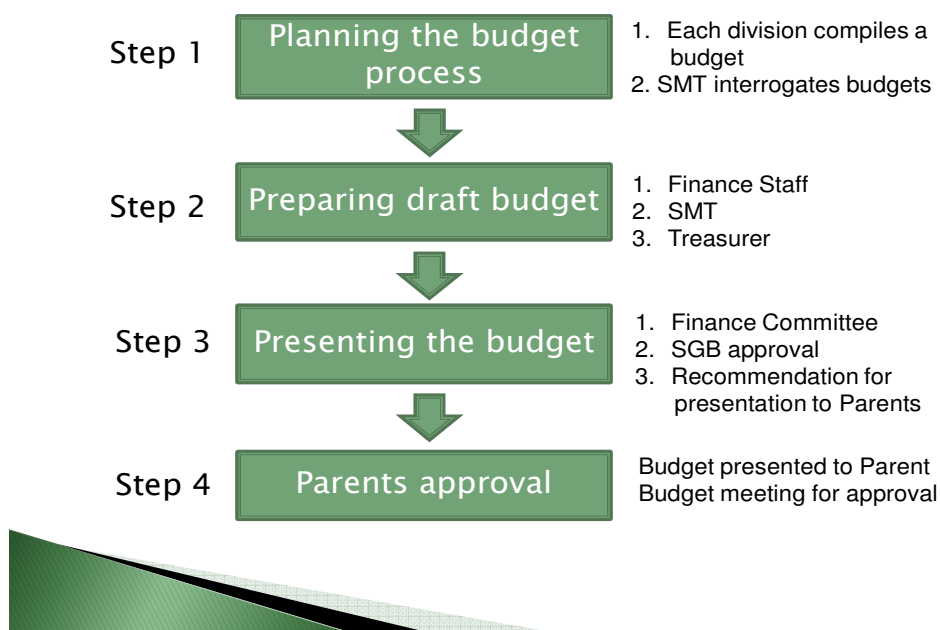 Step 1
Planning the budget
process
1. Each division compiles a
budget
2. SMT interrogates budgets
Step 2
Preparing draft budget
1. Finance Staff
2. SMT
3. Treasurer
Step 3
Presenting the budget
1. Finance Committee
2. SGB approval
3. Recommendation for
presentation to Parents
Step 4
Parents approval
Budget presented to Parent
Budget meeting for approval